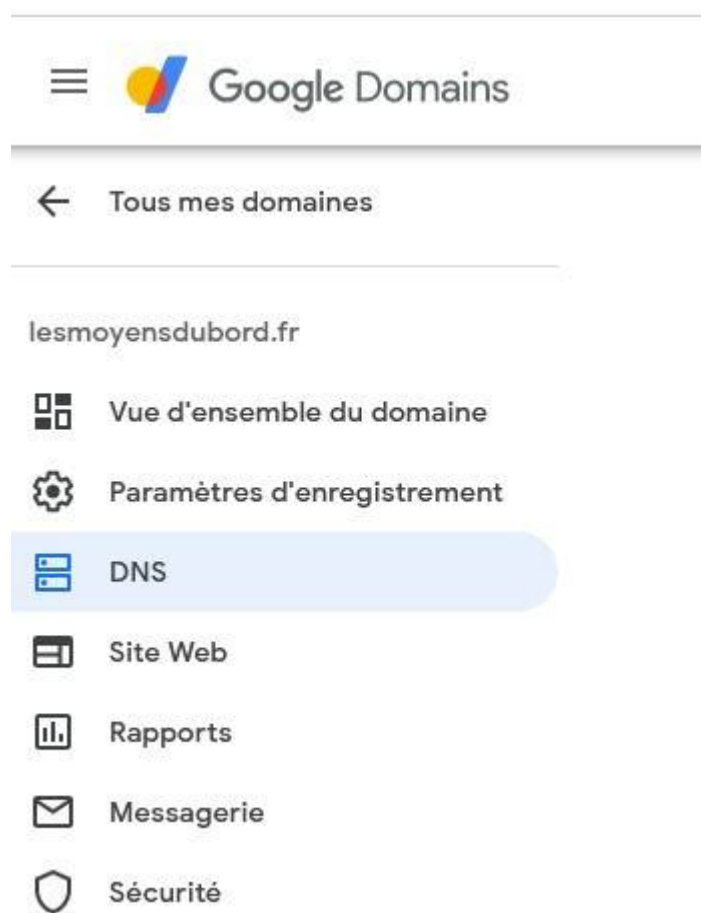 Google Domains
Tous mes domaines
lesmoyensdubord.fr
Vue d'ensemble du domaine
Paramètres d'enregistrement
DNS
Site Web
Rapports
Messagerie
Sécurité